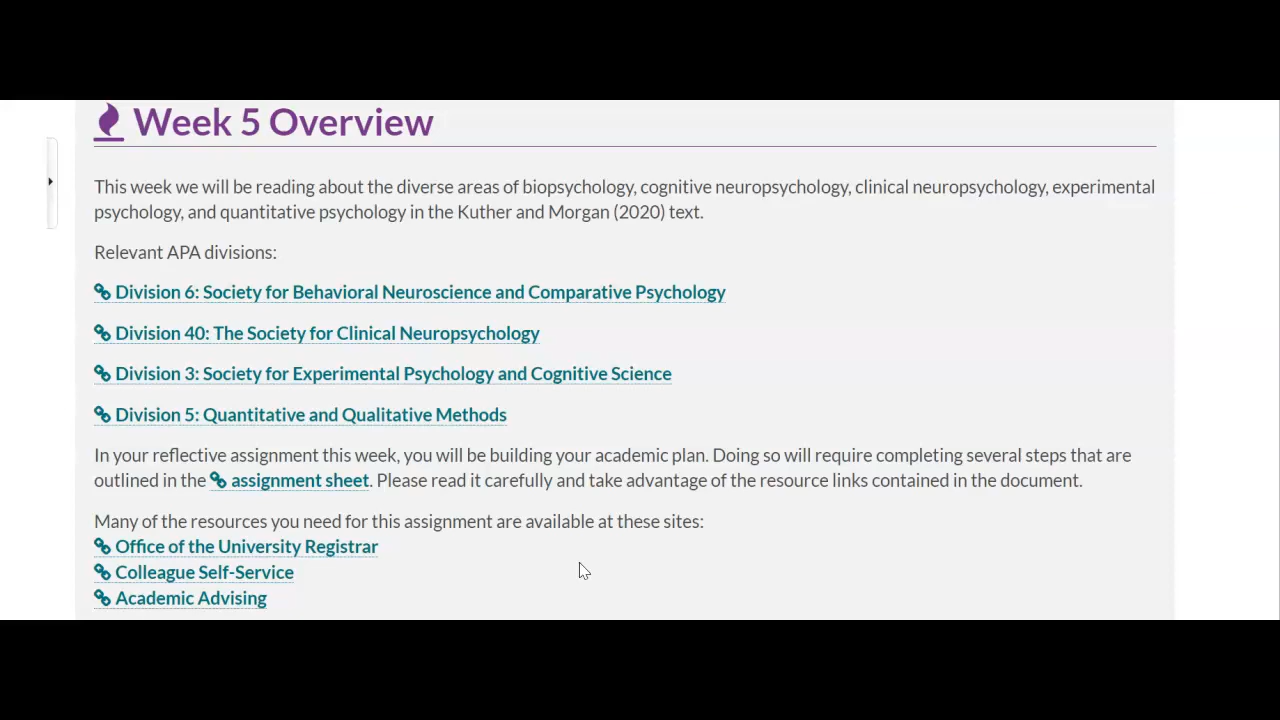 Week 5 Overview
This week we will be reading about the diverse areas of biopsychology, cognitive neuropsychology, clinical neuropsychology, experimental
psychology, and quantitative psychology in the Kuther and Morgan (2020) text.
Relevant APA divisions:
Division 6: Society for Behavioral Neuroscience and Comparative Psychology
Division 40: The Society for Clinical Neuropsychology
Division 3: Society for Experimental Psychology and Cognitive Science
Division 5: Quantitative and Qualitative Methods
In your reflective assignment this week, you will be building your academic plan. Doing so will require completing several steps that are
outlined in the assignment sheet. Please read it carefully and take advantage of the resource links contained in the document.
Many of the resources you need for this assignment are available at these sites:
Office of the University Registrar
Colleague Self-Service
Academic Advising